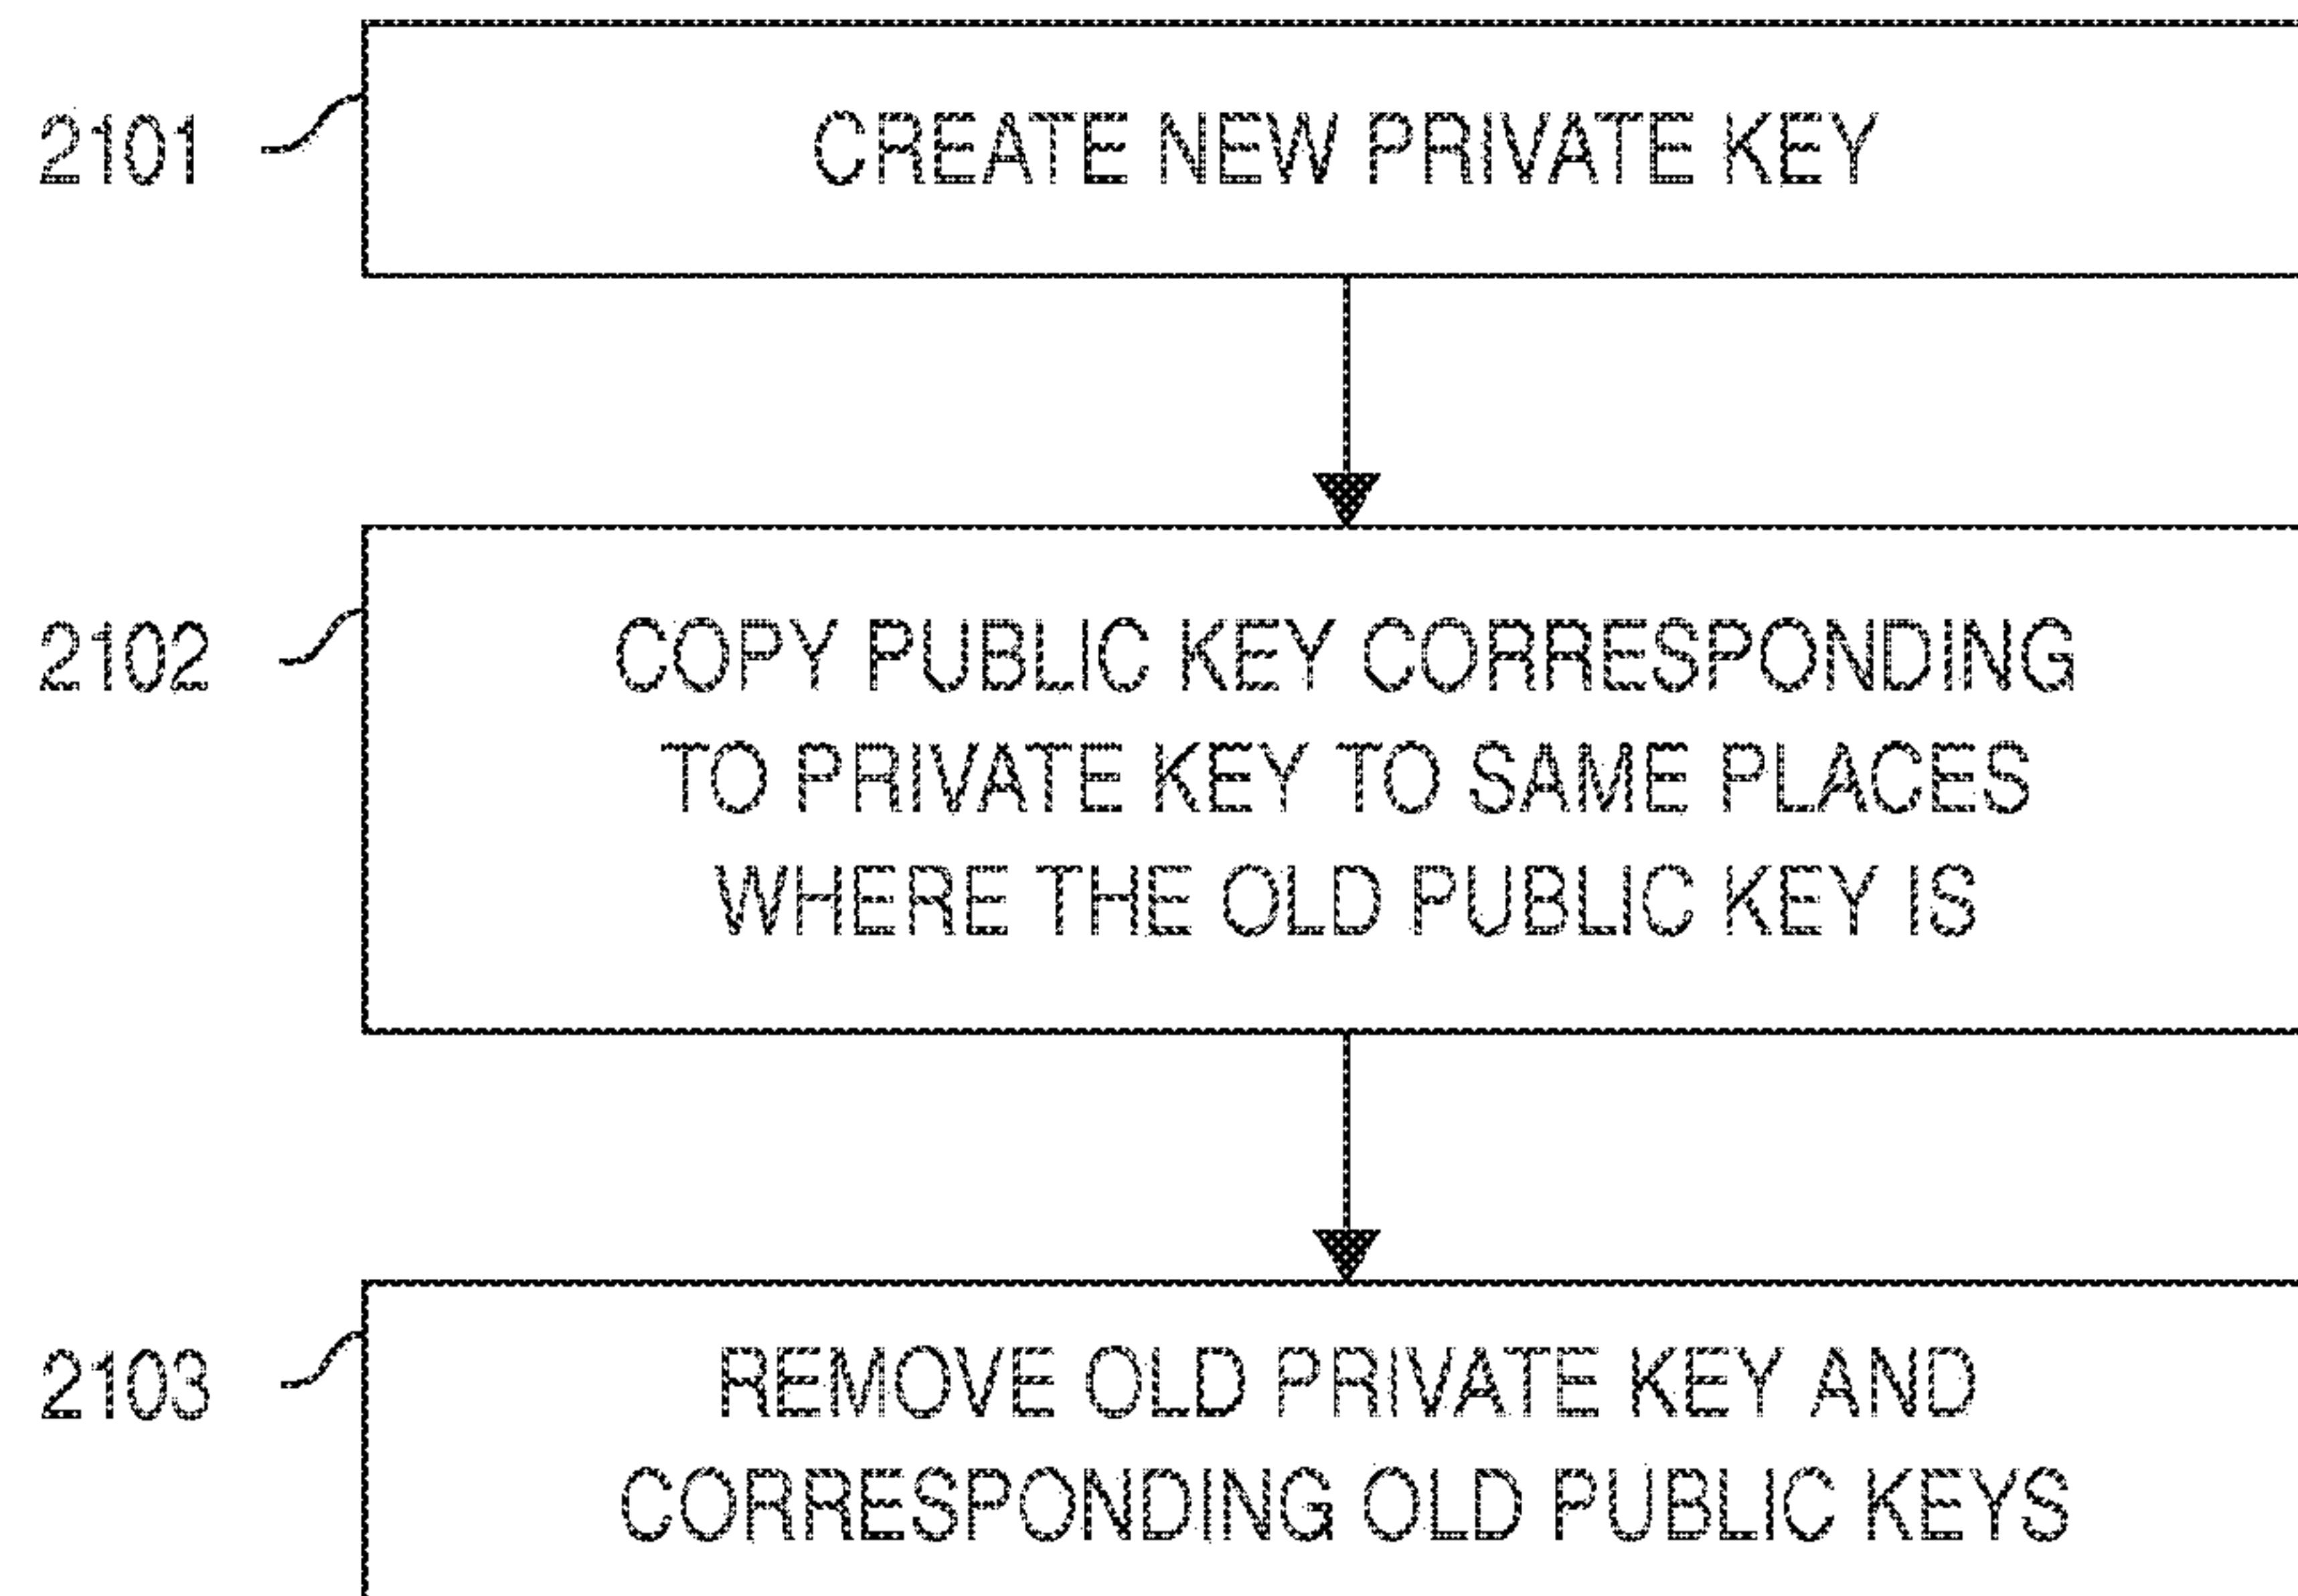 2101
CREATE NEW PRIVATE KEY
2102
COPY PUBLIC KEY CORRESPONDING
TO PRIVATE KEY TO SAME PLACES
WHERE THE OLD PUBLIC KEY IS
2103
REMOVE OLD PRIVATE KEY AND
CORRESPONDING OLD PUBLIC KEYS